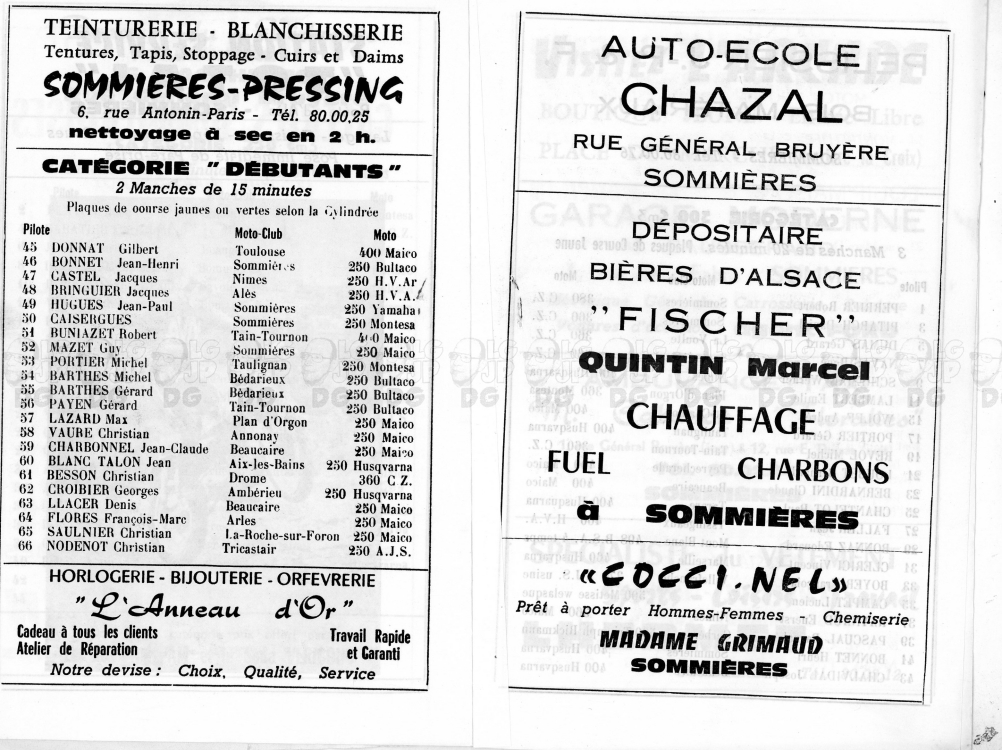 TEINTURERIE - BLANCHISSERIE
Tentures, Tapis, Stoppage - Cuirs et Daims
SOMMIÈRES-PRESSING
6, rue Antonin-Paris - Tél. 80.00.25
nettoyage à sec en 2 h.
CATÉGORIE " DÉBUTANTS "
2 Manches de 15 minutes
Plaques de course jaunes ou vertes selon la Cylindrée
Pilote Moto-Club Moto
45 DONNAT Gilbert Toulouse 400 Maico
46 BONNET Jean-Henri Sommières 250 Bultaco
47 CASTEL Jacques Nimes 250 H.V.Ar
48 BRINGUIER Jacques Alès 250 H.V.A.
49 HUGUES Jean-Paul Sommières 250 Yamaha
50 CAISERGUES Sommières 250 Montesa
51 BUNIAZET Robert Tain-Tournon 400 Maico
52 MAZET Guy Sommières 250 Maico
53 PORTIER Michel Taulignan 250 Montesa
54 BARTHES Michel Bédarieux 250 Bultaco
55 BARTHES Gérard Bédarieux 250 Bultaco
56 PAYEN Gérard Tain-Tournon 250 Bultaco
57 LAZARD Max Plan d'Orgon 250 Maico
58 VAURE Christian Annonay 250 Maico
59 CHARBONNEL Jean-Claude Beaucaire 250 Maico
60 BLANC TALON Jean Aix-les-Bains 250 Husqvarna
61 BESSON Christian Drome 360 C Z.
62 CROIBIER Georges Ambérieu 250 Husqvarna
63 LLACER Denis Beaucaire 250 Maico
64 FLORES François-Marc Arles 250 Maico
65 SAULNIER Christian La-Roche-sur-Foron 250 Maico
66 NODENOT Christian Tricastair 250 A.J.S.
HORLOGERIE - BIJOUTERIE - ORFEVRERIE
"L'Anneau d'Or"
Cadeau à tous les clients Travail Rapide
Atelier de Réparation et Garanti
Notre devise : Choix, Qualité, Service
AUTO-ECOLE
CHAZAL
RUE GÉNÉRAL BRUYÈRE
SOMMIÈRES
DÉPOSITAIRE
BIÈRES D'ALSACE
"FISCHER"
QUINTIN Marcel
CHAUFFAGE
FUEL CHARBONS
à SOMMIÈRES
«COCCI.NEL»
Prêt à porter Hommes-Femmes - Chemiserie
MADAME GRIMAUD
SOMMIÈRES